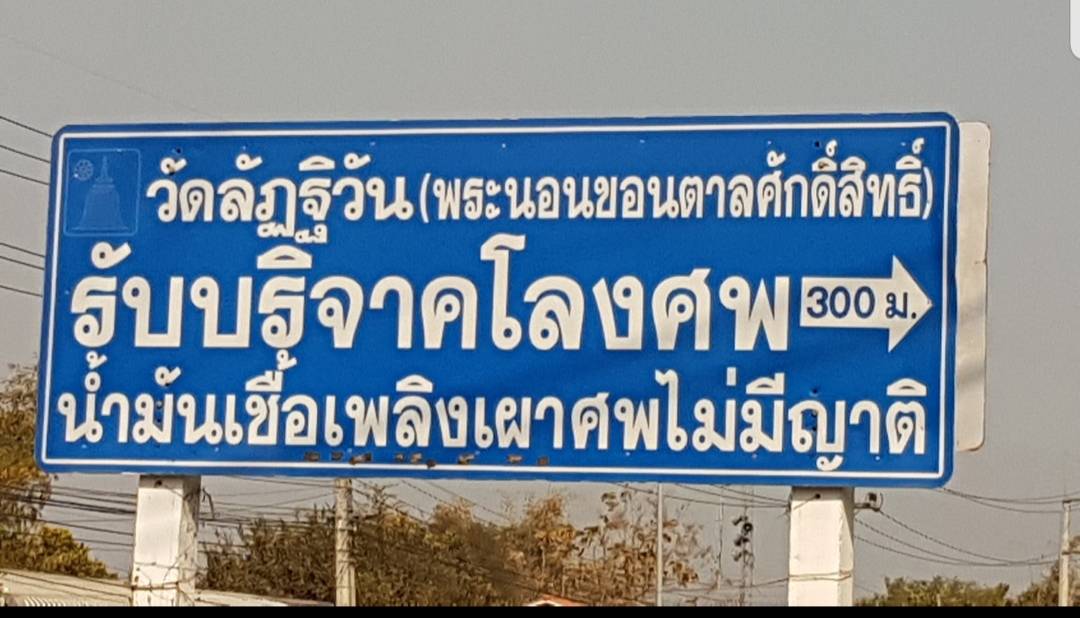 วัดลัฏฐิวัน (พระนอนขอนตาลศักดิ์สิทธิ์)
รับบริจาคโลงศพ 300 ม.
น้ำมันเชื้อเพลิงเผาศพไม่มีญาติ